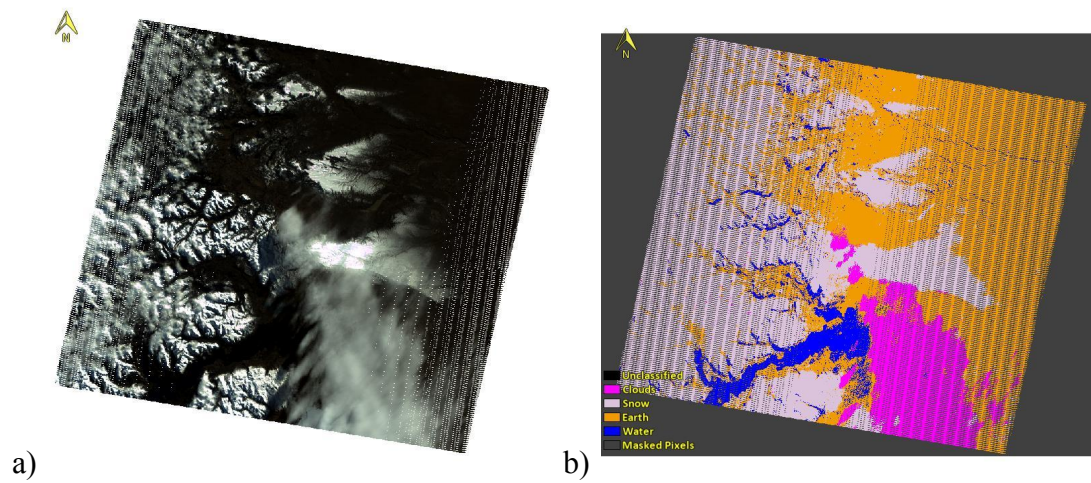 N
N
Unclassified
Clouds
Snow
Earth
Water
Masked Pixels
a)
b)